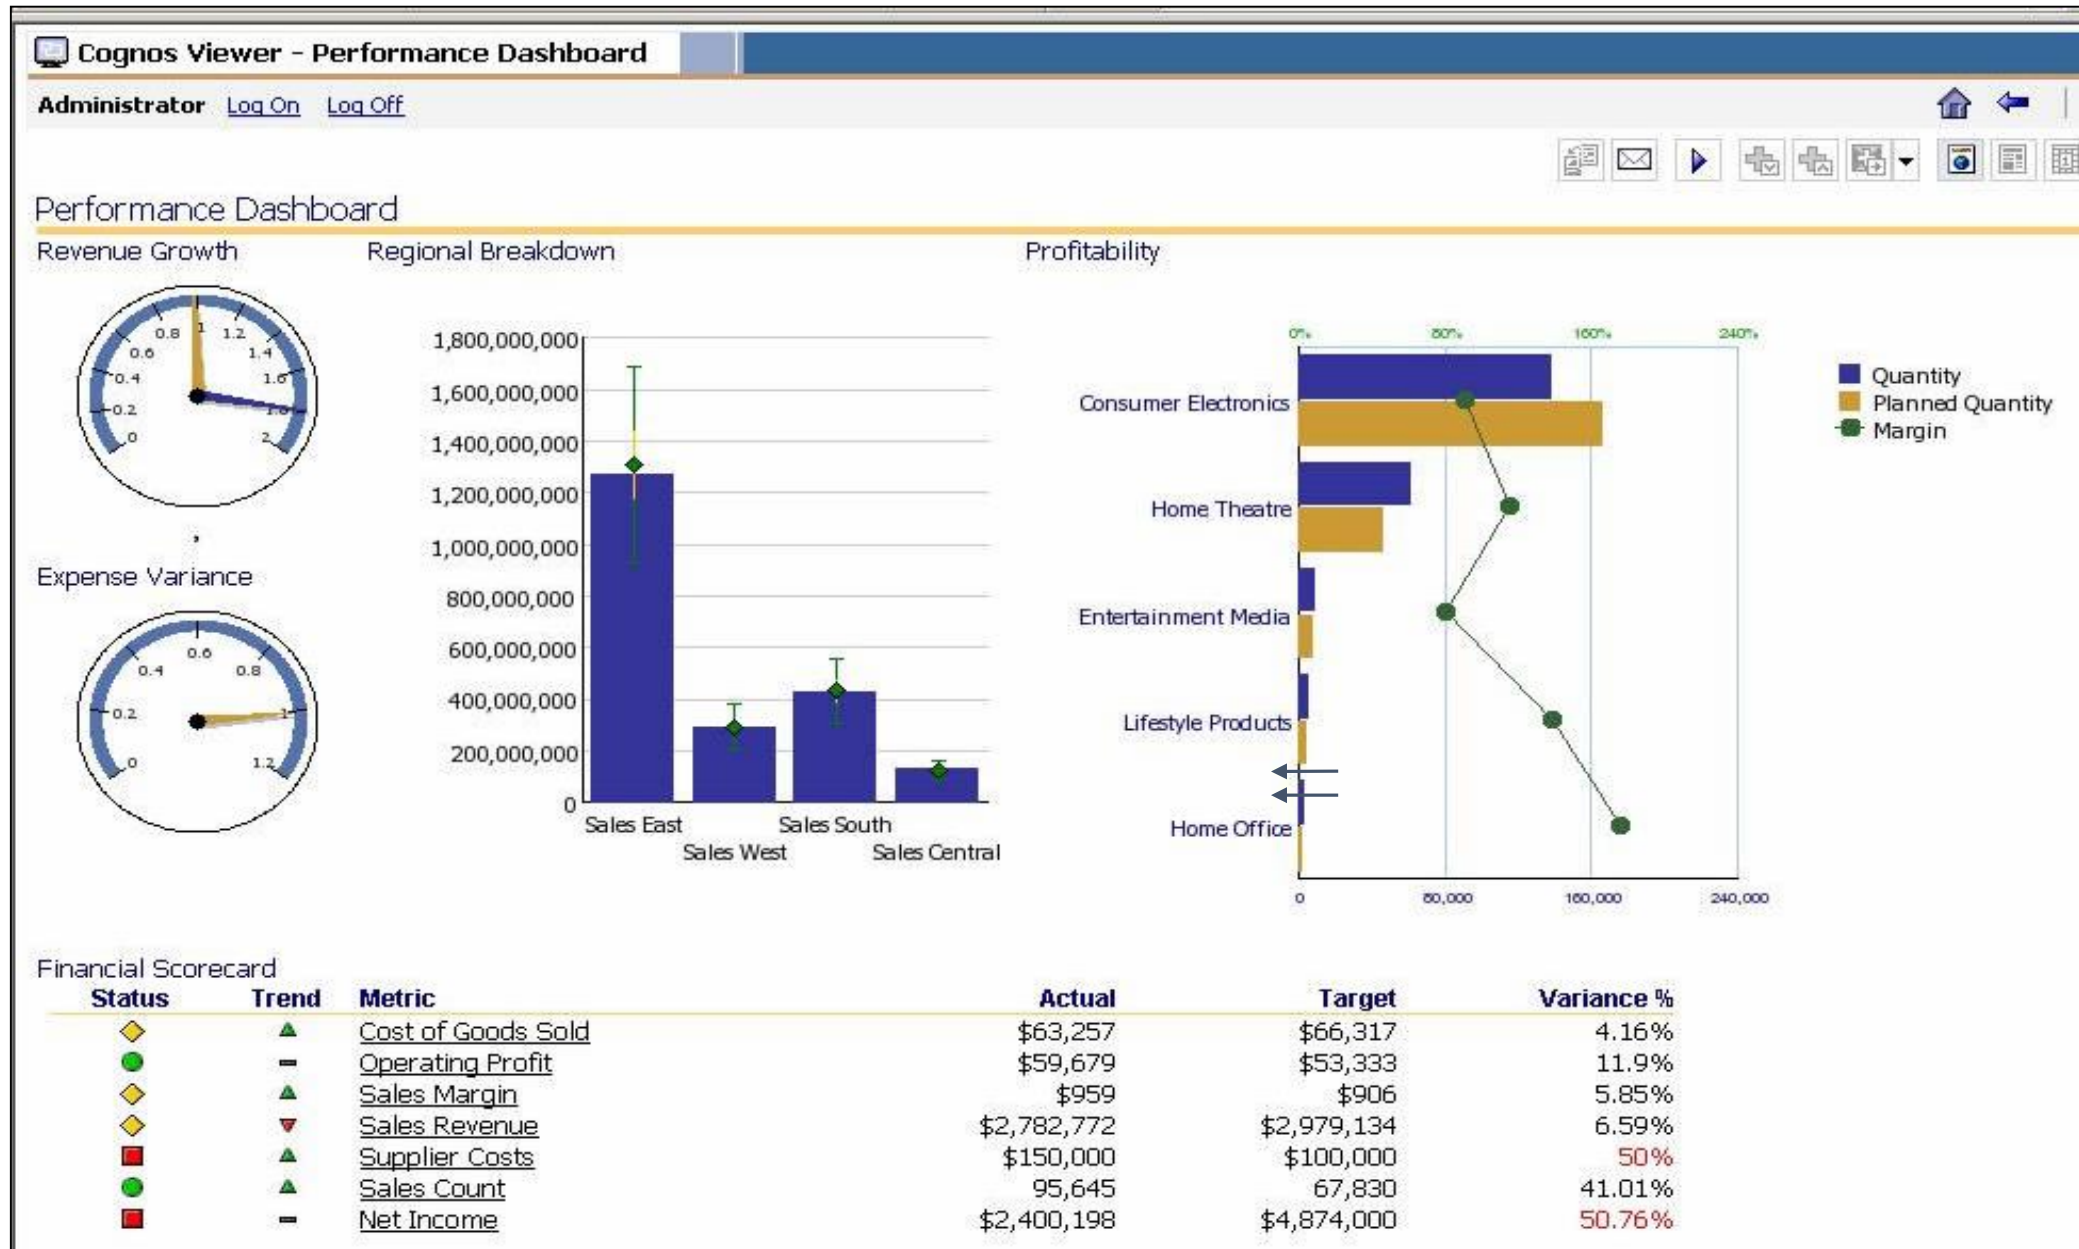 Cognos Viewer - Performance Dashboard
Administrator Log On Log Off
Performance Dashboard
Revenue Growth
0
0.2
0.4
0.6
0.8
1
1.2
1.4
1.6
1.8
2
Expense Variance
0
0.2
0.4
0.6
0.8
1
1.2
Regional Breakdown
1,800,000,000
1,600,000,000
1,400,000,000
1,200,000,000
1,000,000,000
800,000,000
600,000,000
400,000,000
200,000,000
0
Sales East
Sales West
Sales South
Sales Central
Profitability
0% 80% 160% 240%
Consumer Electronics
Home Theatre
Entertainment Media
Lifestyle Products
Home Office
0 80,000 160,000 240,000
Quantity
Planned Quantity
Margin
Financial Scorecard
Status Trend Metric Actual Target Variance %
Cost of Goods Sold $63,257 $66,317 4.16%
Operating Profit $59,679 $53,333 11.9%
Sales Margin $959 $906 5.85%
Sales Revenue $2,782,772 $2,979,134 6.59%
Supplier Costs $150,000 $100,000 50%
Sales Count 95,645 67,830 41.01%
Net Income $2,400,198 $4,874,000 50.76%